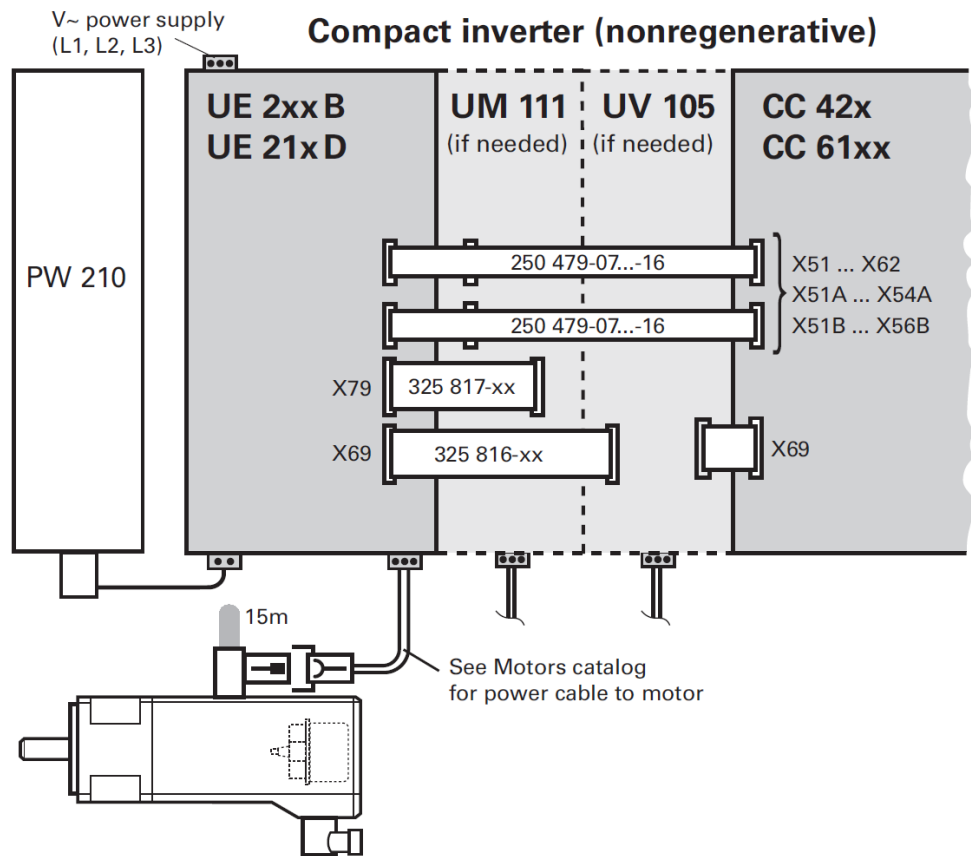 V~ power supply
(L1, L2, L3)
Compact inverter (nonregenerative)
UE 2xx B
UE 21x D
UM 111
(if needed)
UV 105
(if needed)
CC 42x
CC 61xx
PW 210
250 479-07...-16
250 479-07...-16
X51 ... X62
X51A ... X54A
X51B ... X56B
X79
325 817-xx
X69
325 816-xx
X69
15m
See Motors catalog
for power cable to motor